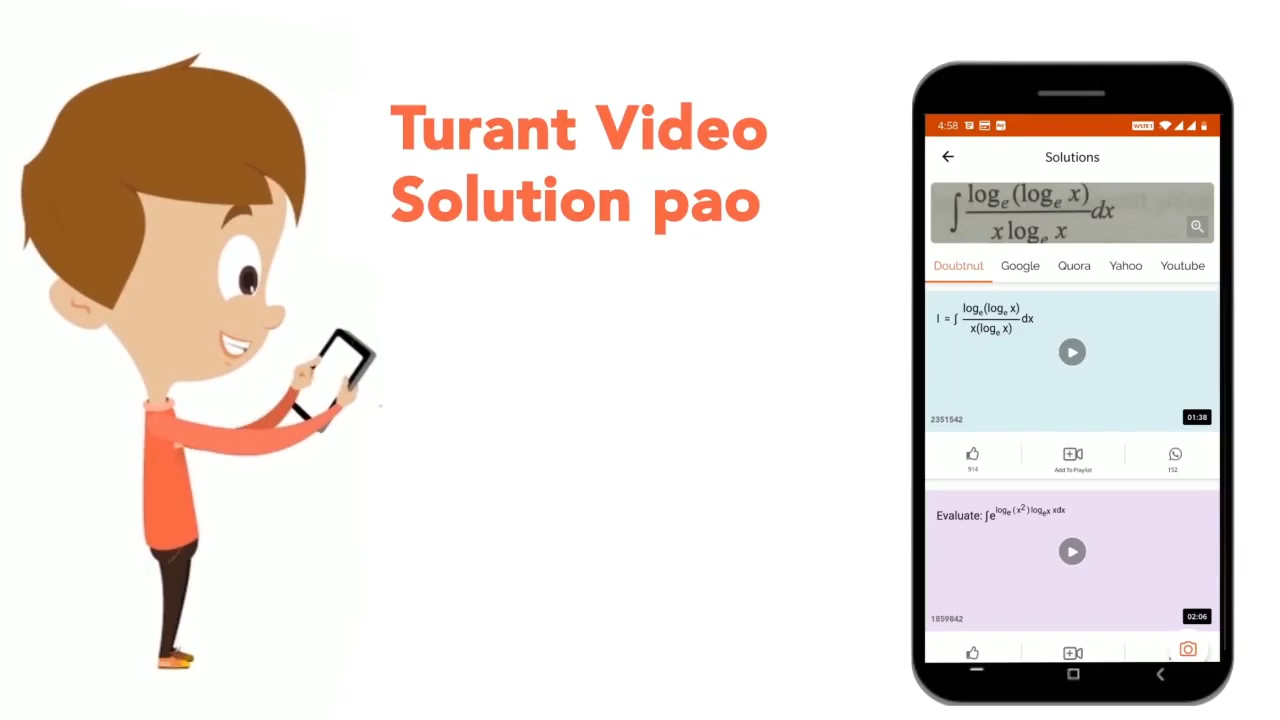 Turant Video
Solution pao
4:58
Solutions
∫ logₑ(logₑ x) / x logₑ x dx
Doubtnut Google Quora Yahoo Youtube
I = ∫ logₑ(logₑ x) / x(logₑ x) dx
2351542 01:38
914 Add To Playlist 152
Evaluate: ∫e^logₑ(x²)logₑx xdx
1859842 02:06